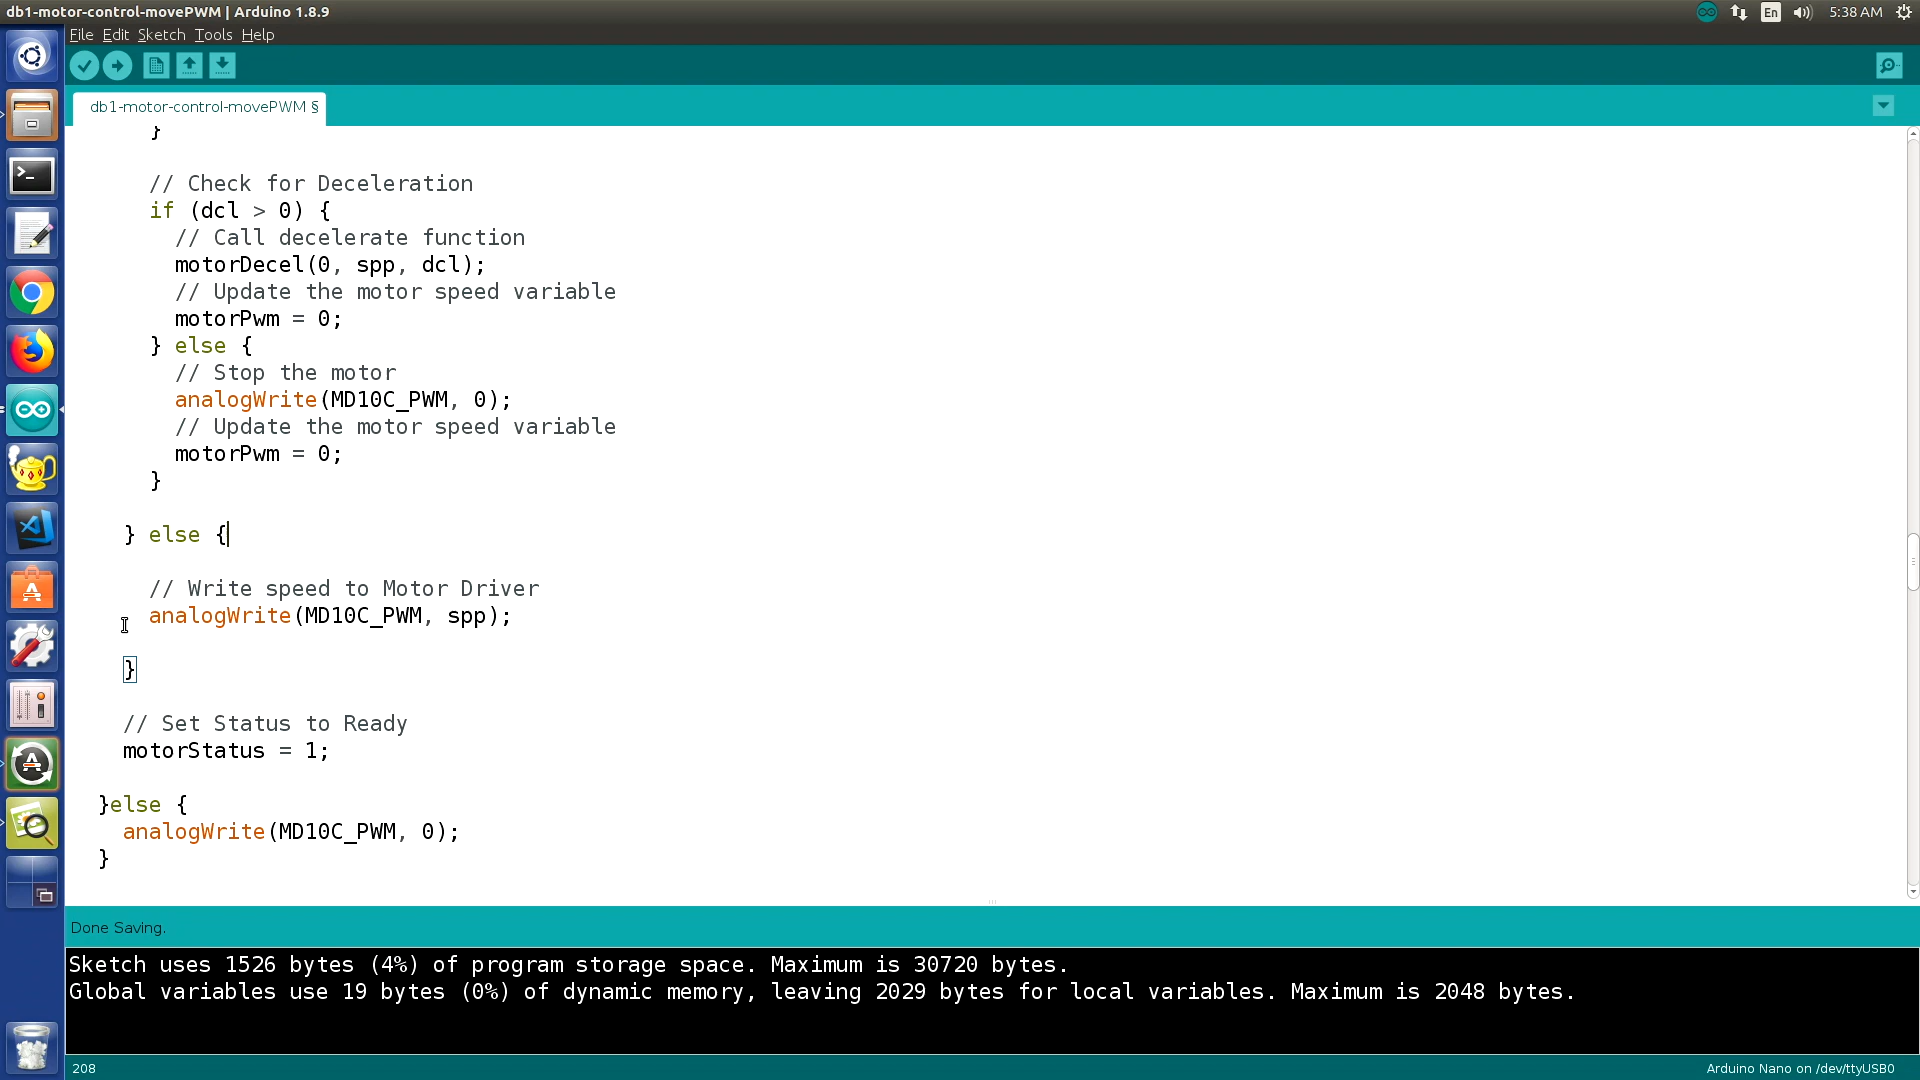 db1-motor-control-movePWM | Arduino 1.8.9
En
5:38 AM
File Edit Sketch Tools Help
db1-motor-control-movePWM §
}
// Check for Deceleration
if (dcl > 0) {
// Call decelerate function
motorDecel(0, spp, dcl);
// Update the motor speed variable
motorPwm = 0;
} else {
// Stop the motor
analogWrite(MD10C_PWM, 0);
// Update the motor speed variable
motorPwm = 0;
}
} else {
// Write speed to Motor Driver
analogWrite(MD10C_PWM, spp);
}
// Set Status to Ready
motorStatus = 1;
}else {
analogWrite(MD10C_PWM, 0);
}
Done Saving.
Sketch uses 1526 bytes (4%) of program storage space. Maximum is 30720 bytes.
Global variables use 19 bytes (0%) of dynamic memory, leaving 2029 bytes for local variables. Maximum is 2048 bytes.
208
Arduino Nano on /dev/ttyUSB0